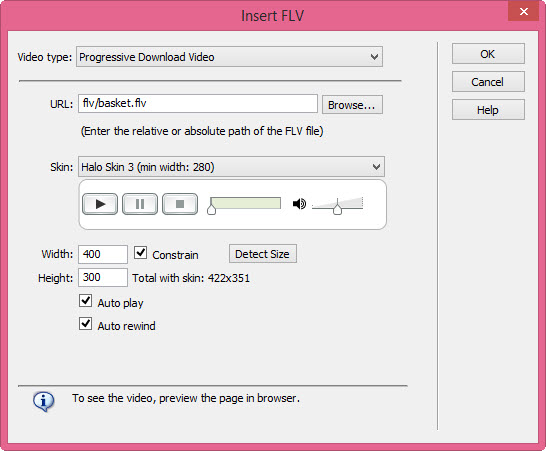 Insert FLV
Video type: Progressive Download Video
OK
Cancel
Help
URL: flv/basket.flv Browse...
(Enter the relative or absolute path of the FLV file)
Skin: Halo Skin 3 (min width: 280)
Width: 400 Constrain Detect Size
Height: 300 Total with skin: 422x351
Auto play
Auto rewind
To see the video, preview the page in browser.